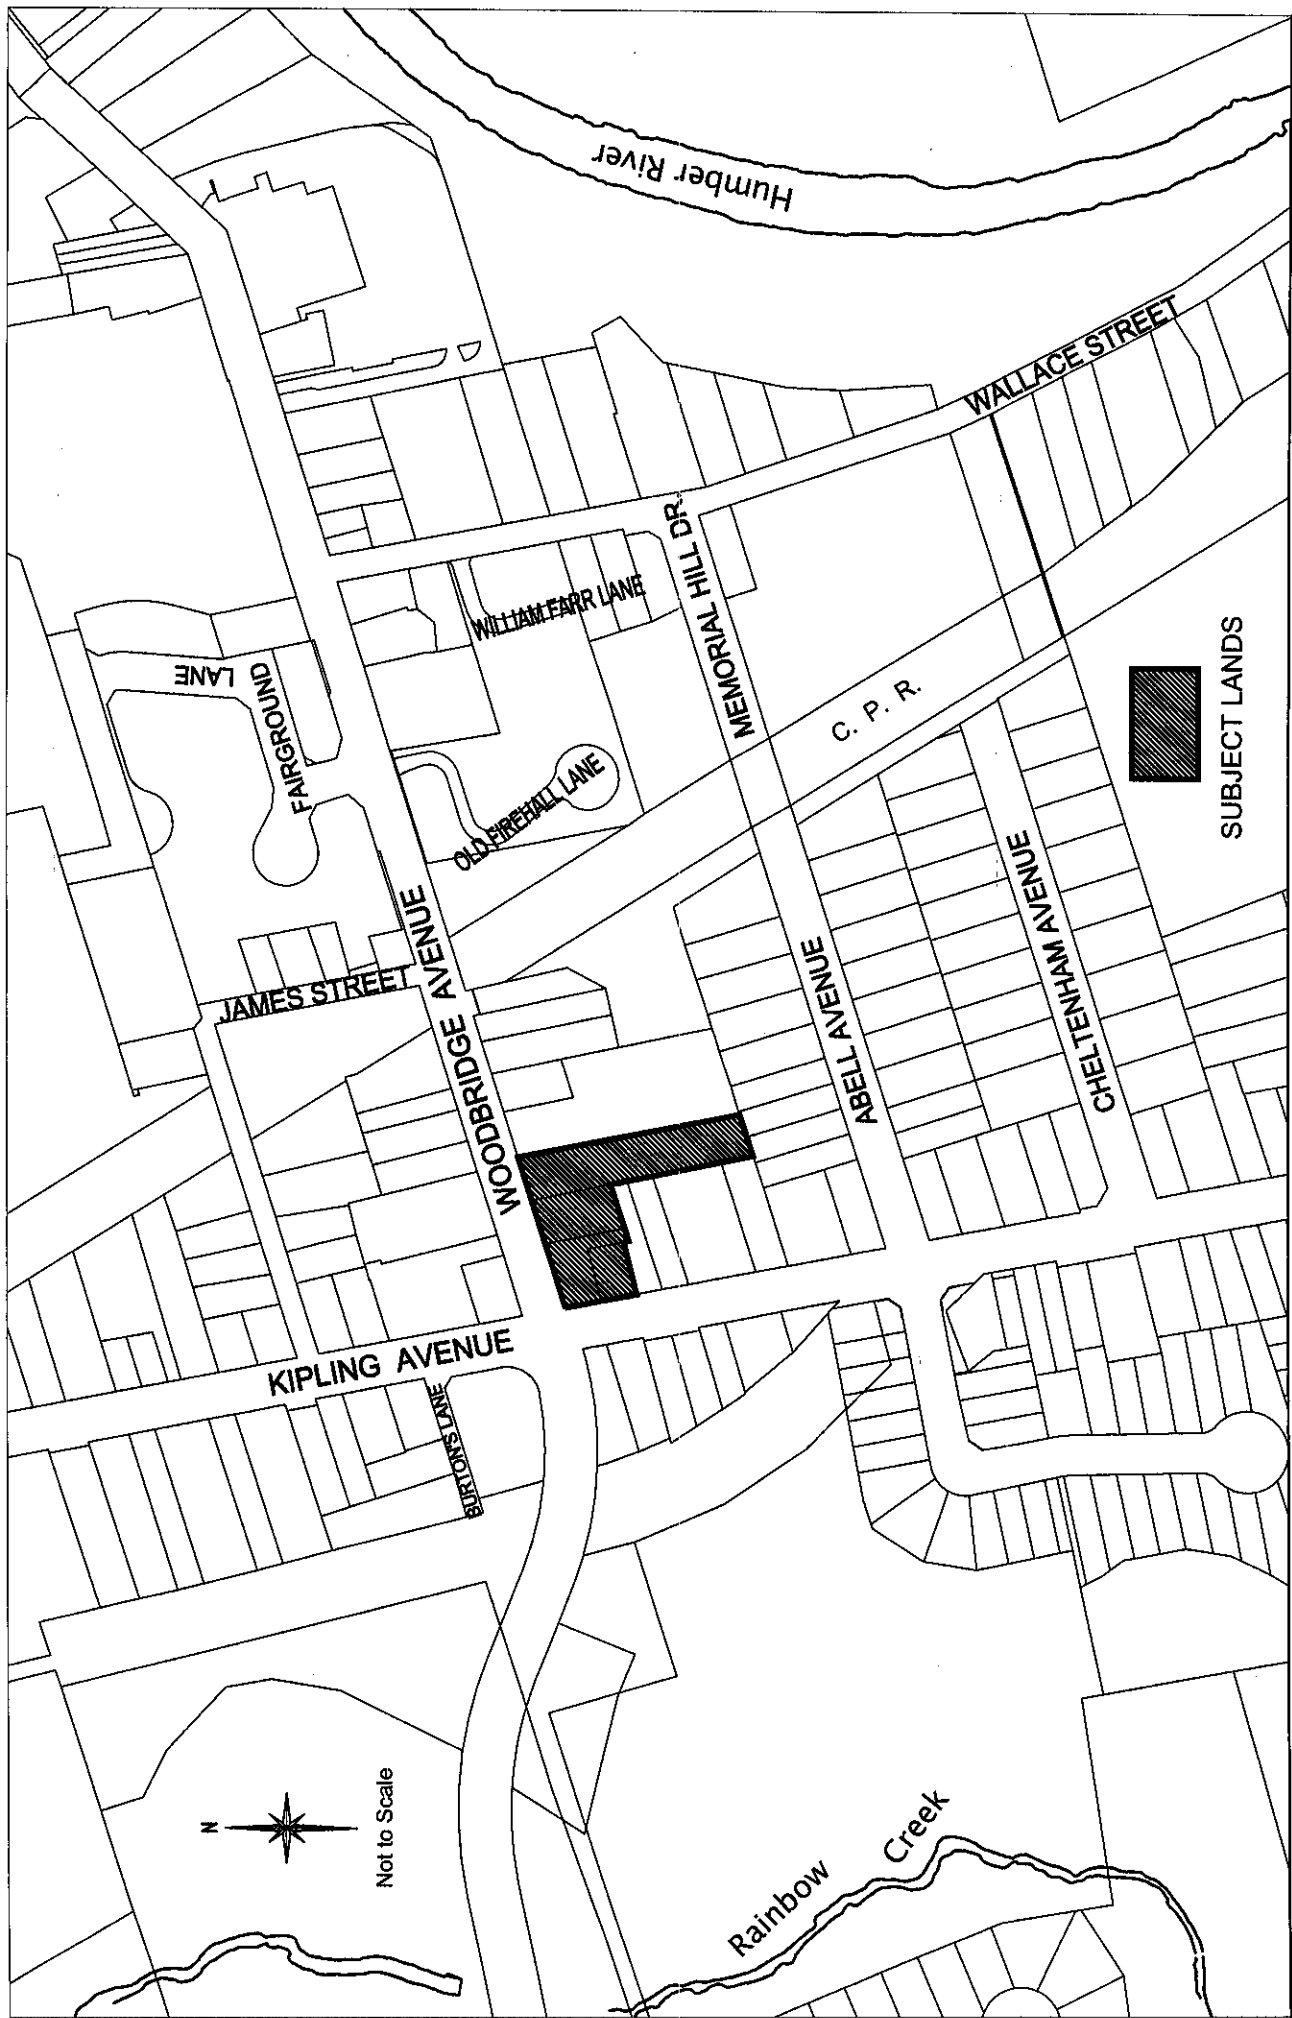 N
Not to Scale
Rainbow
Creek
KIPLING AVENUE
BURTON'S LANE
WOODBRIDGE AVENUE
JAMES STREET
FAIRGROUND
LANE
OLD FIREHALL LANE
WILLIAM FARR LANE
MEMORIAL HILL DR.
ABELL AVENUE
CHELTENHAM AVENUE
C. P. R.
WALLACE STREET
Humber River
SUBJECT LANDS